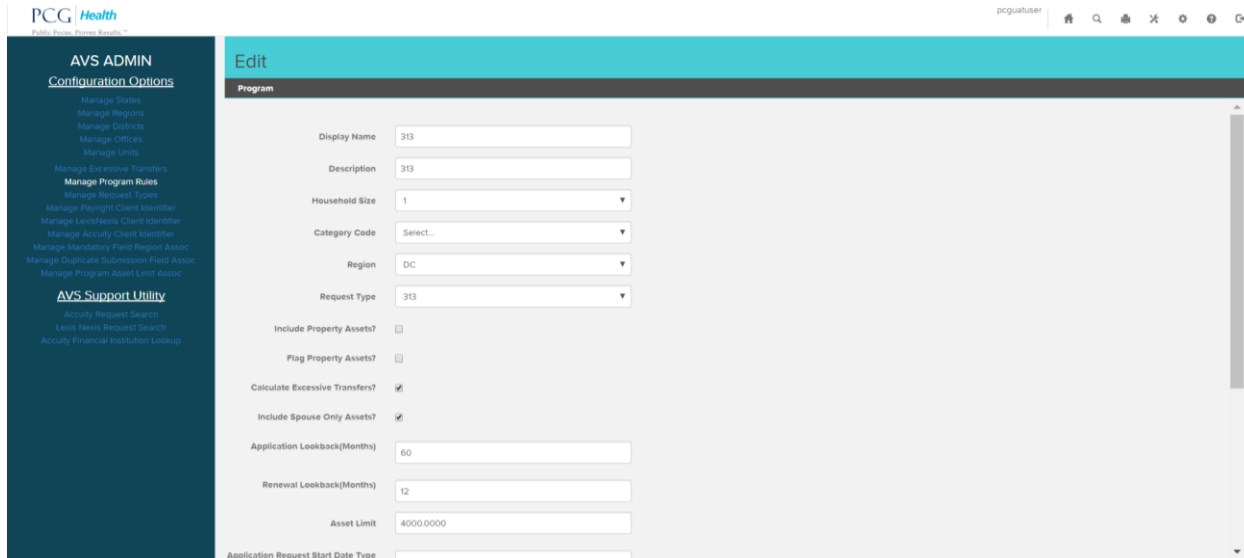 PCG Health
Public Focus. Proven Results.™
pcguatuser
AVS ADMIN
Configuration Options
Manage States
Manage Regions
Manage Districts
Manage Offices
Manage Units
Manage Excessive Transfers
Manage Program Rules
Manage Request Types
Manage Payright Client Identifier
Manage LexisNexis Client Identifier
Manage Accuity Client Identifier
Manage Mandatory Field Region Assoc
Manage Duplicate Submission Field Assoc
Manage Program Asset Limit Assoc
AVS Support Utility
Accuity Request Search
Lexis Nexis Request Search
Accuity Financial Institution Lookup
Edit
Program
Display Name 313
Description 313
Household Size 1
Category Code Select...
Region DC
Request Type 313
Include Property Assets?
Flag Property Assets?
Calculate Excessive Transfers?
Include Spouse Only Assets?
Application Lookback(Months) 60
Renewal Lookback(Months) 12
Asset Limit 4000.0000
Application Request Start Date Type